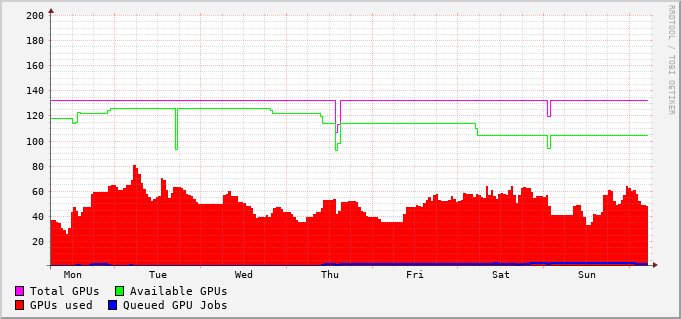 200
180
160
140
120
100
80
60
40
20
Mon Tue Wed Thu Fri Sat Sun
Total GPUs Available GPUs
GPUs used Queued GPU Jobs
RRDTOOL / TOBI OETIKER